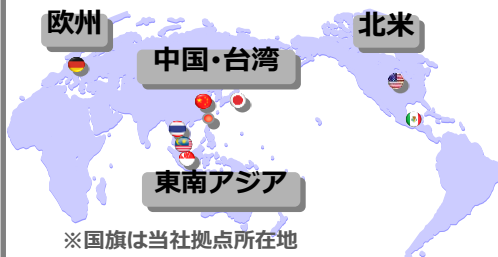 欧州
北米
中国・台湾
東南アジア
※国旗は当社拠点所在地